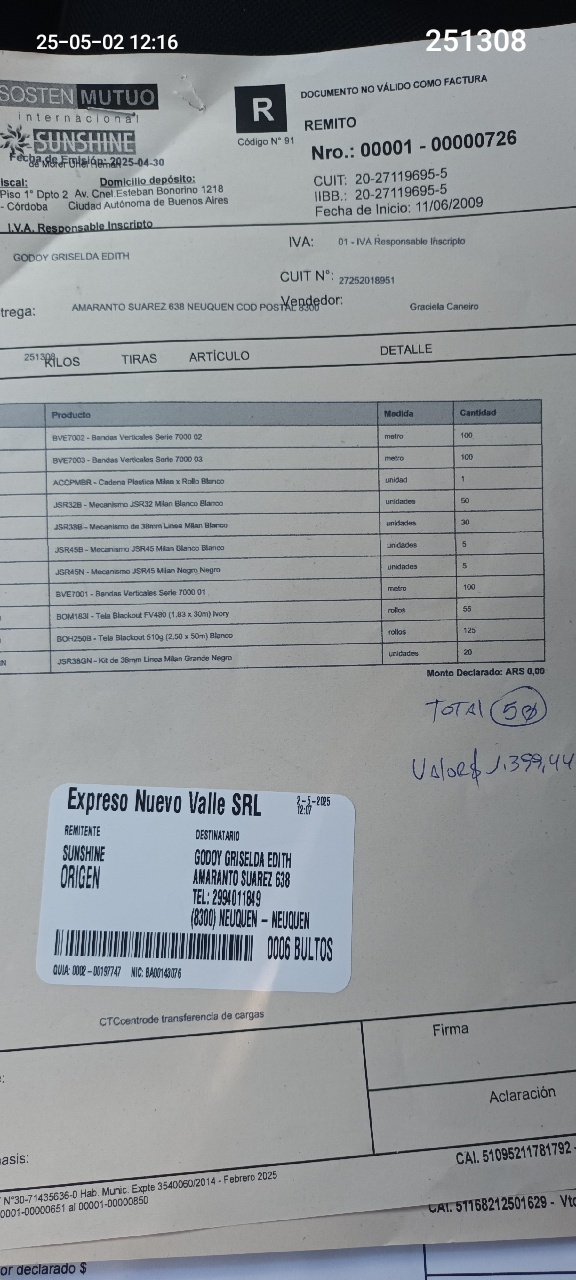 25-05-02 12:16
251308
SOSTEN MUTUO
internacional
SUNSHINE
Fecha de Emisión: 2025-04-30
R
Código N° 91
DOCUMENTO NO VÁLIDO COMO FACTURA
REMITO
Nro.: 00001 - 00000726
CUIT: 20-27119695-5
IIBB.: 20-27119695-5
Fecha de Inicio: 11/06/2009
iscal: Domicilio depósito:
Piso 1° Dpto 2 Av. Cnel.Esteban Bonorino 1218
- Córdoba Ciudad Autónoma de Buenos Aires
I.V.A. Responsable Inscripto
IVA: 01 - IVA Responsable Inscripto
GODOY GRISELDA EDITH
CUIT N°: 27252018951
trega: AMARANTO SUAREZ 638 NEUQUEN COD POSTAL 8300 Vendedor: Graciela Caneiro
251308 KILOS TIRAS ARTÍCULO DETALLE
Producto Medida Cantidad
BVE7002 - Bandas Verticales Serie 7000 02 metro 100
BVE7003 - Bandas Verticales Serie 7000 03 metro 100
ACCPMBR - Cadena Plastica Milan x Rollo Blanco unidad 1
JSR32B - Mecanismo JSR32 Milan Blanco Blanco unidades 50
JSR38B - Mecanismo de 38mm Linea Milan Blanco unidades 30
JSR45B - Mecanismo JSR45 Milan Blanco Blanco unidades 5
JSR45N - Mecanismo JSR45 Milan Negro Negro unidades 5
BVE7001 - Bandas Verticales Serie 7000 01 metro 100
BOM183I - Tela Blackout FV480 (1.83 x 30m) Ivory rollos 55
BOH250B - Tela Blackout 510g (2.50 x 50m) Blanco rollos 125
N JSR38GN - Kit de 38mm Linea Milan Grande Negro unidades 20
Monto Declarado: ARS 0,00
TOTAL
VALOR $ 1.399,44
Expreso Nuevo Valle SRL 2-5-2025
12:07
REMITENTE DESTINATARIO
SUNSHINE GODOY GRISELDA EDITH
ORIGEN AMARANTO SUAREZ 638
TEL: 2994011849
(8300) NEUQUEN - NEUQUEN
0006 BULTOS
GUIA: 0002 - 00197747 NIC: BA00143076
CTCcentrode transferencia de cargas
Firma
Aclaración
asis:
CAI. 51095211781792 -
N°30-71435636-0 Hab. Munic. Expte 3540060/2014 - Febrero 2025
0001-00000651 al 00001-00000850
CAI. 51168212501629 - Vto
or declarado $